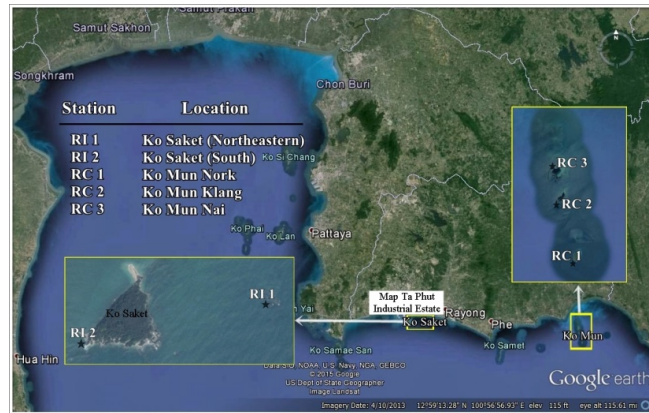 Samut Prakan
Samut Sakhon
Songkhram
Chon Buri
Station Location
RI 1 Ko Saket (Northeastern)
RI 2 Ko Saket (South)
RC 1 Ko Mun Nork
RC 2 Ko Mun Klang
RC 3 Ko Mun Nai
Ko Si Chang
RC 3
RC 2
RC 1
Ko Phai
Ko Lan
Pattaya
RI 1
Ko Saket
RI 2
Map Ta Phut
Industrial Estate
Rayong
Ko Saket
Phe
Ko Mun
Ko Samet
Hua Hin
Ko Samae San
Data SIO, NOAA, U.S. Navy, NGA, GEBCO
© 2015 Google
US Dept of State Geographer
Image Landsat
Google earth
Imagery Date: 4/10/2013 12°59'13.28" N 100°56'56.93" E elev 115 ft eye alt 115.61 mi